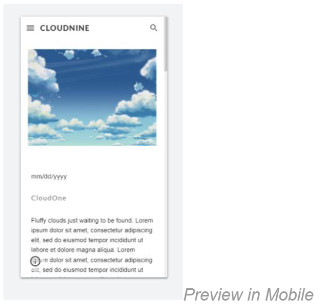 CLOUDNINE
mm/dd/yyyy
CloudOne
Fluffy clouds just waiting to be found. Lorem
ipsum dolor sit amet, consectetur adipiscing
elit, sed do eiusmod tempor incididunt ut
labore et dolore magna aliqua. Lorem
dolor sit amet, consectetur adipiscing
elit, sed do eiusmod tempor incididunt ut
Preview in Mobile